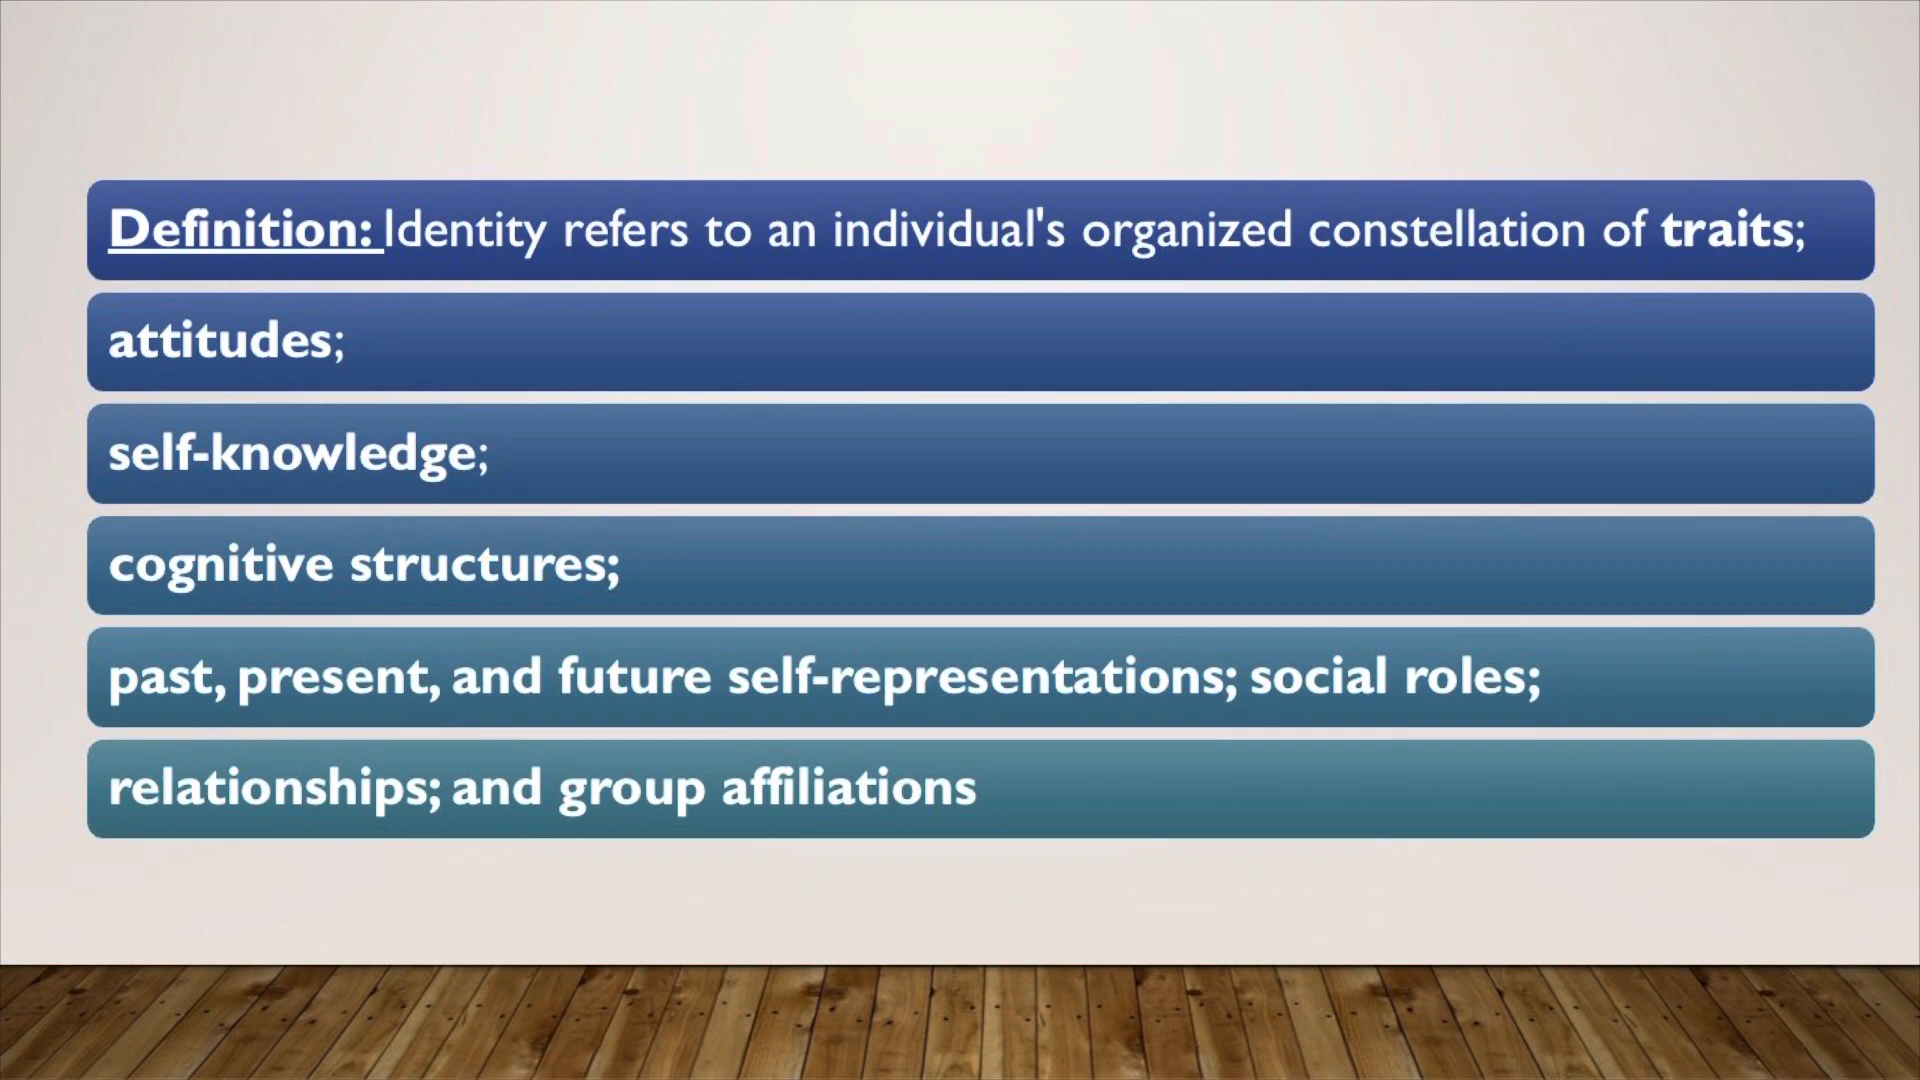 Definition: Identity refers to an individual's organized constellation of traits;
attitudes;
self-knowledge;
cognitive structures;
past, present, and future self-representations; social roles;
relationships; and group affiliations